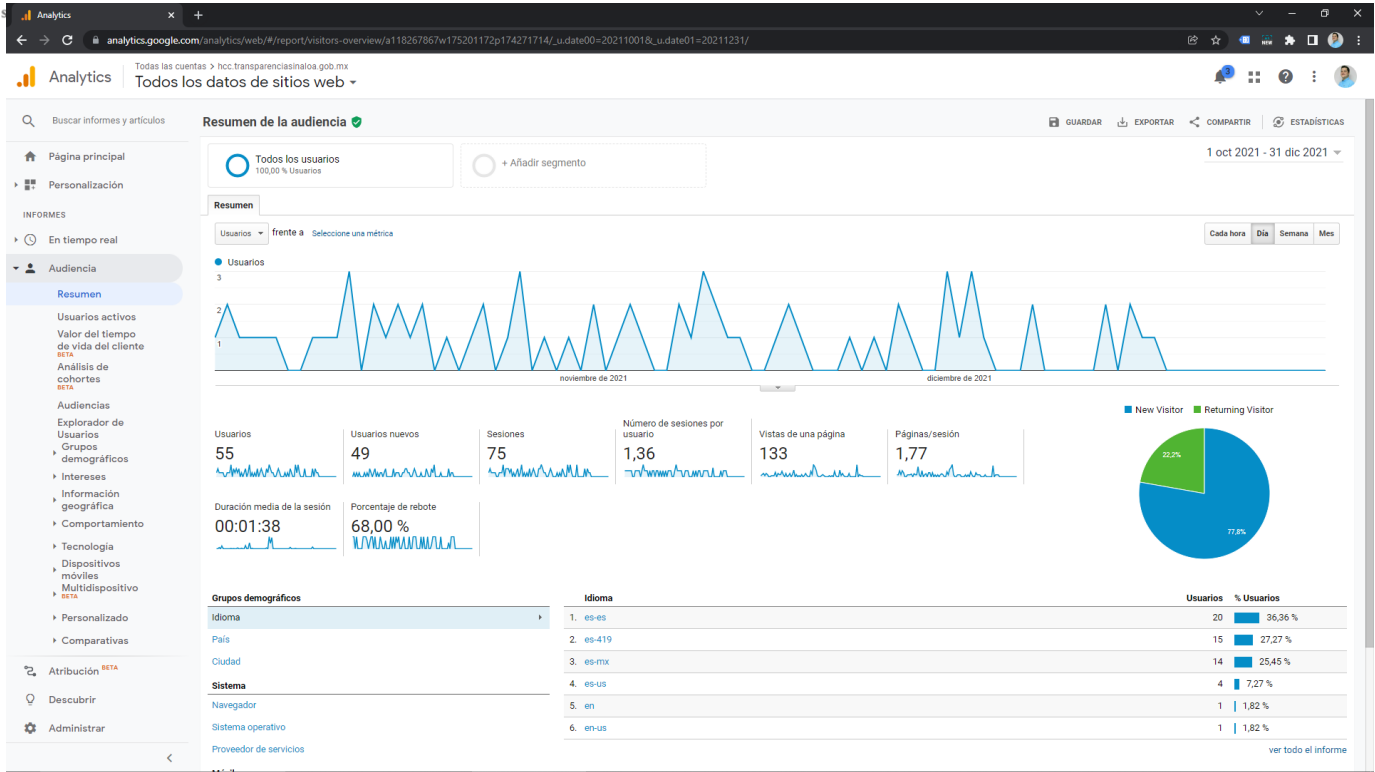 s
Analytics
analytics.google.com/analytics/web/#/report/visitors-overview/a118267867w175201172p174271714/_u.date00=20211001&_u.date01=20211231/
NEW
Analytics
Todas las cuentas > hcc.transparenciasinaloa.gob.mx
Todos los datos de sitios web
3
Buscar informes y artículos
Página principal
Personalización
INFORMES
En tiempo real
Audiencia
Resumen
Usuarios activos
Valor del tiempo
de vida del cliente
BETA
Análisis de
cohortes
BETA
Audiencias
Explorador de
Usuarios
Grupos
demográficos
Intereses
Información
geográfica
Comportamiento
Tecnología
Dispositivos
móviles
Multidispositivo
BETA
Personalizado
Comparativas
Atribución BETA
Descubrir
Administrar
Resumen de la audiencia
GUARDAR EXPORTAR COMPARTIR ESTADÍSTICAS
Todos los usuarios
100,00 % Usuarios
+ Añadir segmento
1 oct 2021 - 31 dic 2021
Resumen
Usuarios frente a Seleccione una métrica
Cada hora Día Semana Mes
Usuarios
3
2
1
noviembre de 2021 diciembre de 2021
New Visitor Returning Visitor
22,2%
77,8%
Usuarios
55
Usuarios nuevos
49
Sesiones
75
Número de sesiones por
usuario
1,36
Vistas de una página
133
Páginas/sesión
1,77
Duración media de la sesión
00:01:38
Porcentaje de rebote
68,00 %
Grupos demográficos
Idioma
País
Ciudad
Sistema
Navegador
Sistema operativo
Proveedor de servicios
Idioma Usuarios % Usuarios
1. es-es 20 36,36 %
2. es-419 15 27,27 %
3. es-mx 14 25,45 %
4. es-us 4 7,27 %
5. en 1 1,82 %
6. en-us 1 1,82 %
ver todo el informe